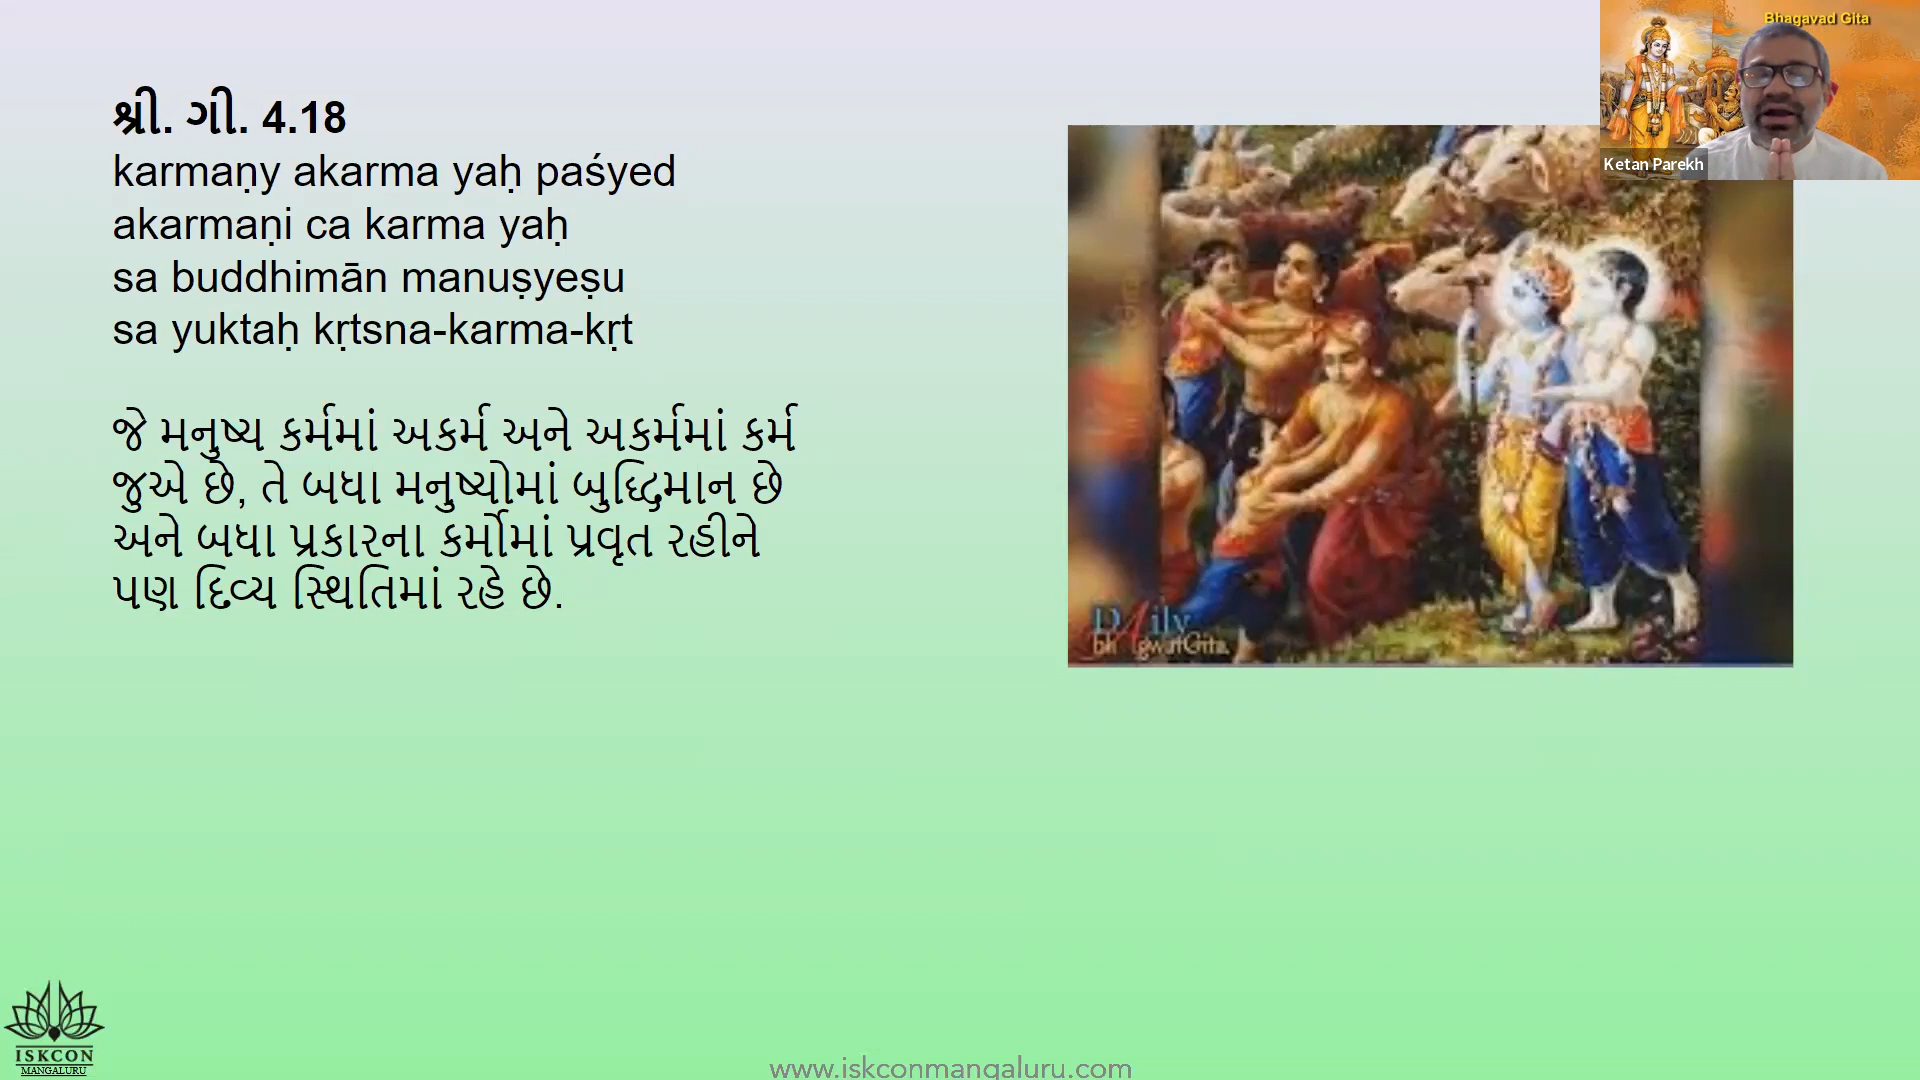 શ્રી. ગી. 4.18
karmaṇy akarma yaḥ paśyed
akarmaṇi ca karma yaḥ
sa buddhimān manuṣyeṣu
sa yuktaḥ kṛtsna-karma-kṛt
જે મનુષ્ય કર્મમાં અકર્મ અને અકર્મમાં કર્મ
જુએ છે, તે બધા મનુષ્યોમાં બુદ્ધિમાન છે
અને બધા પ્રકારના કર્મોમાં પ્રવૃત રહીને
પણ દિવ્ય સ્થિતિમાં રહે છે.
Bhagavad Gita
Ketan Parekh
DAily
bhAgwatGita.
ISKCON
MANGALURU
www.iskconmangaluru.com